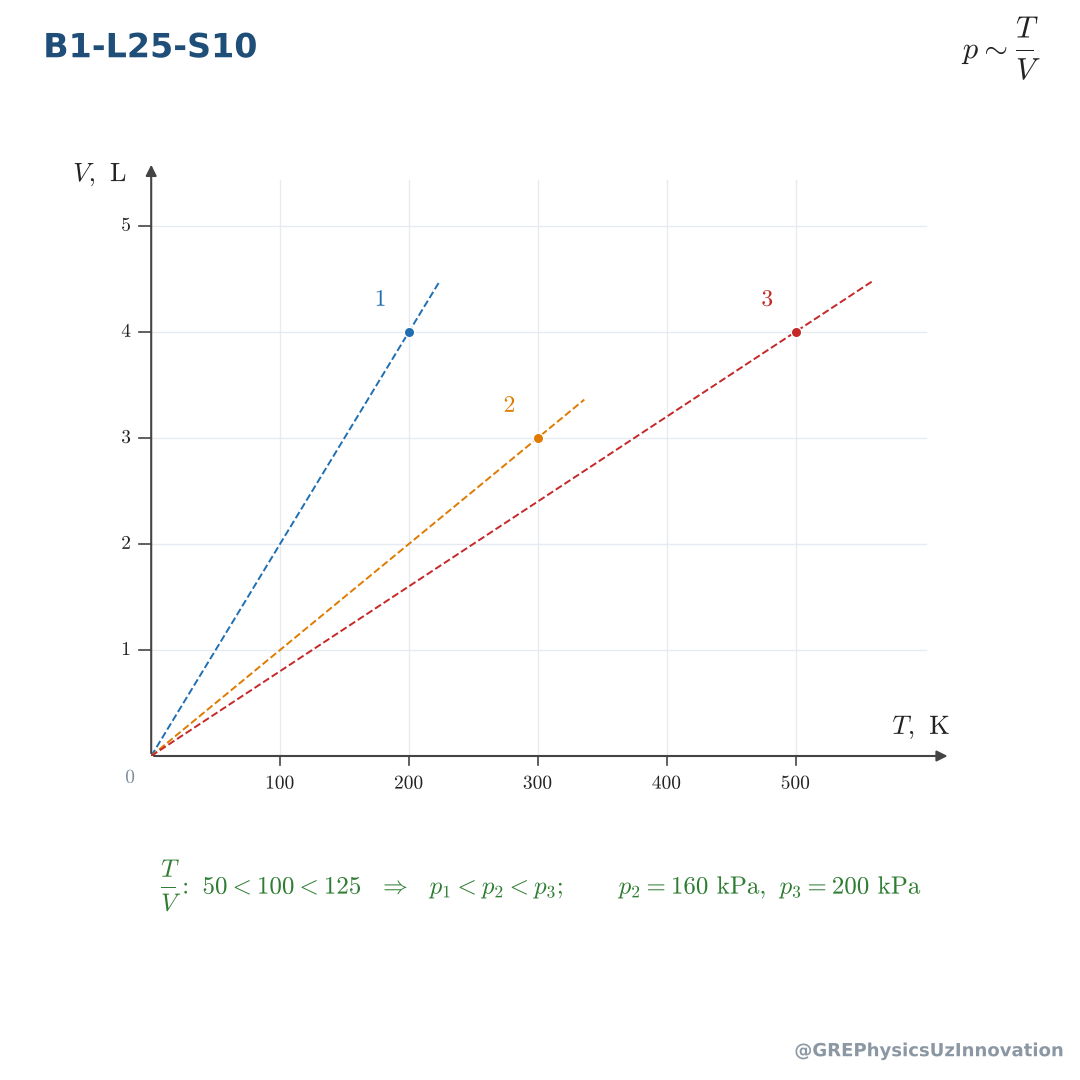 B1-L25-S10
p ~ T/V
V, L
5
4
3
2
1
0
1
2
3
T, K
100 200 300 400 500
T/V: 50 < 100 < 125 ⇒ p₁ < p₂ < p₃; p₂ = 160 kPa, p₃ = 200 kPa
@GREPhysicsUzInnovation